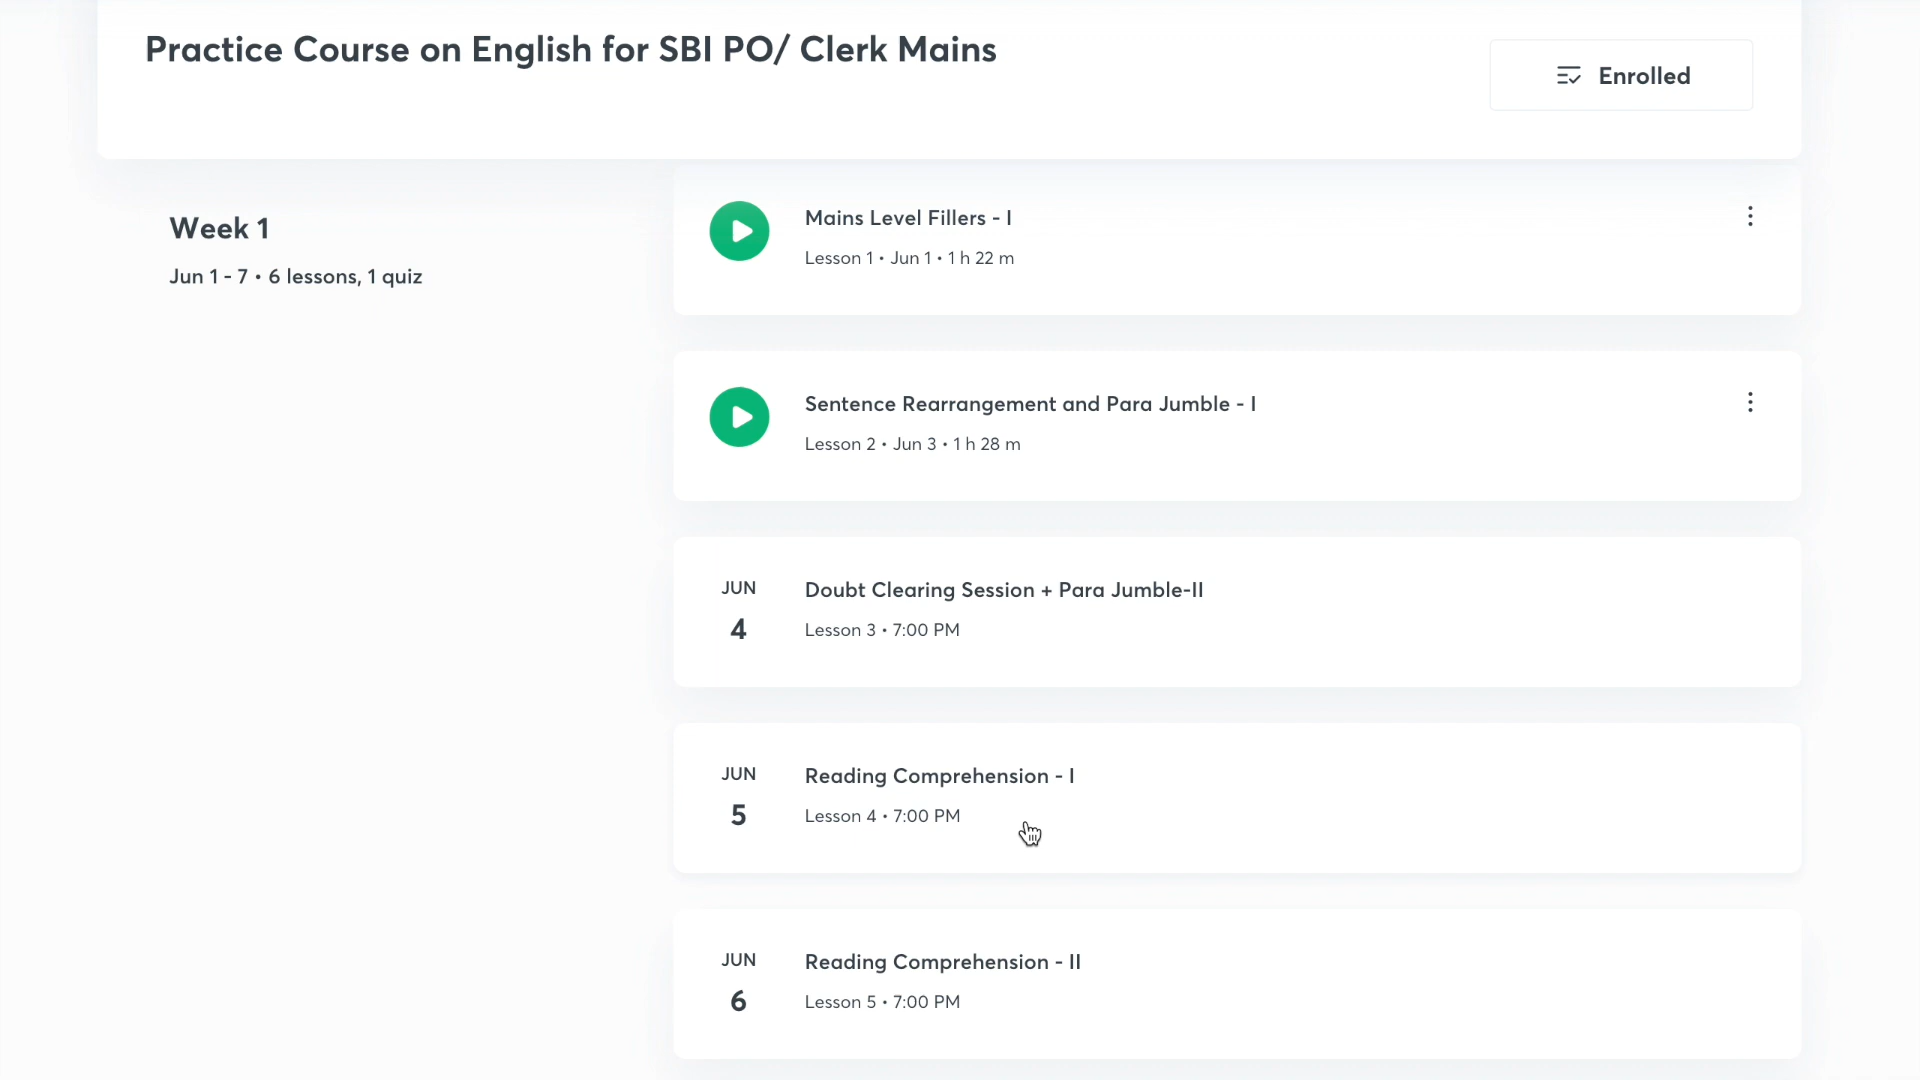 Practice Course on English for SBI PO/ Clerk Mains
Enrolled
Week 1
Jun 1 - 7 • 6 lessons, 1 quiz
Mains Level Fillers - I
Lesson 1 • Jun 1 • 1 h 22 m
Sentence Rearrangement and Para Jumble - I
Lesson 2 • Jun 3 • 1 h 28 m
JUN
4
Doubt Clearing Session + Para Jumble-II
Lesson 3 • 7:00 PM
JUN
5
Reading Comprehension - I
Lesson 4 • 7:00 PM
JUN
6
Reading Comprehension - II
Lesson 5 • 7:00 PM